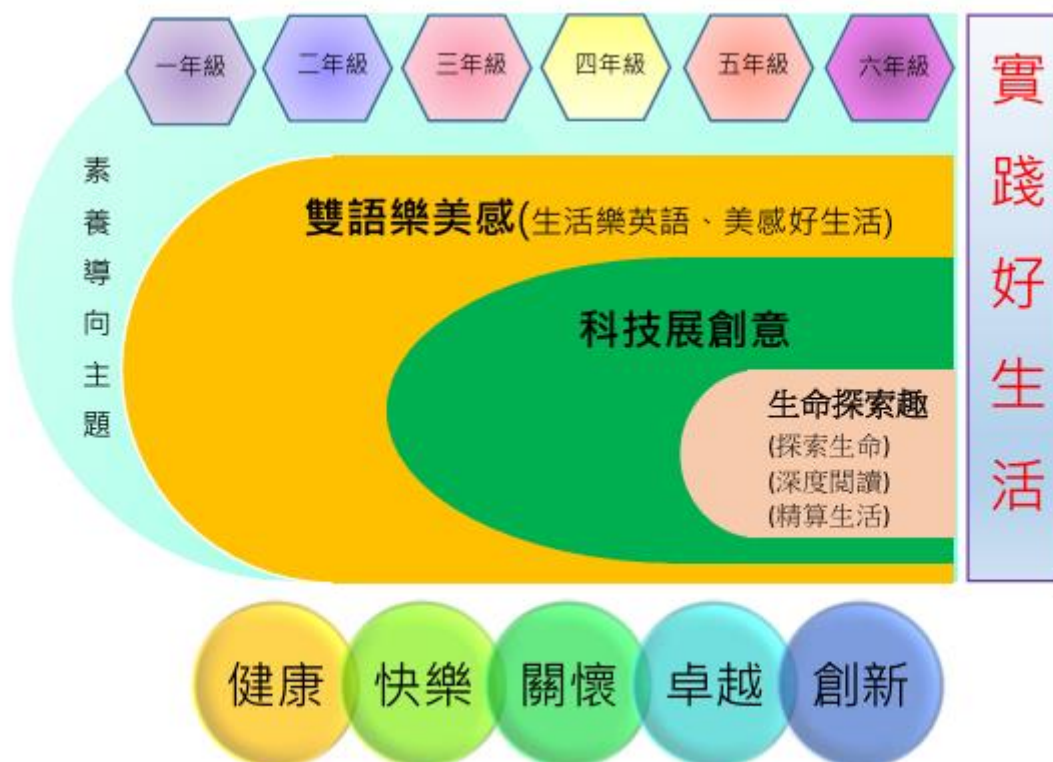 一年級
二年級
三年級
四年級
五年級
六年級
素養導向主題
雙語樂美感(生活樂英語、美感好生活)
科技展創意
生命探索趣
(探索生命)
(深度閱讀)
(精算生活)
實踐好生活
健康
快樂
關懷
卓越
創新